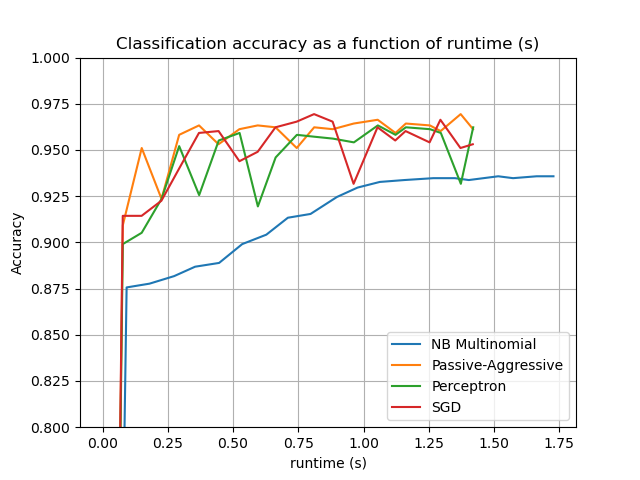 Classification accuracy as a function of runtime (s)
1.000
0.975
0.950
0.925
0.900
0.875
0.850
0.825
0.800
Accuracy
NB Multinomial
Passive-Aggressive
Perceptron
SGD
0.00 0.25 0.50 0.75 1.00 1.25 1.50 1.75
runtime (s)